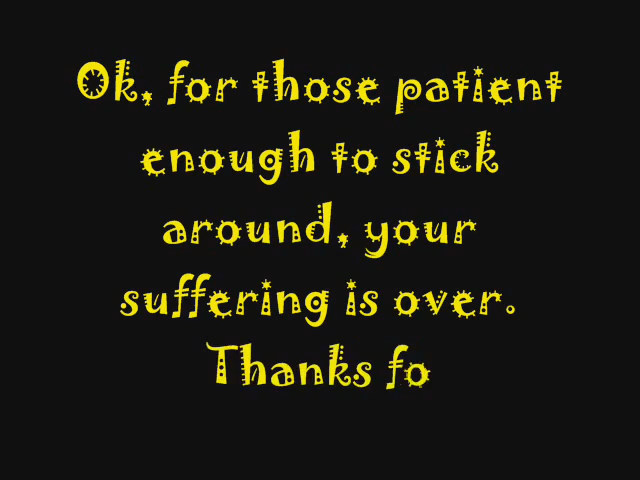 Ok, for those patient
enough to stick
around, your
suffering is over.
Thanks fo